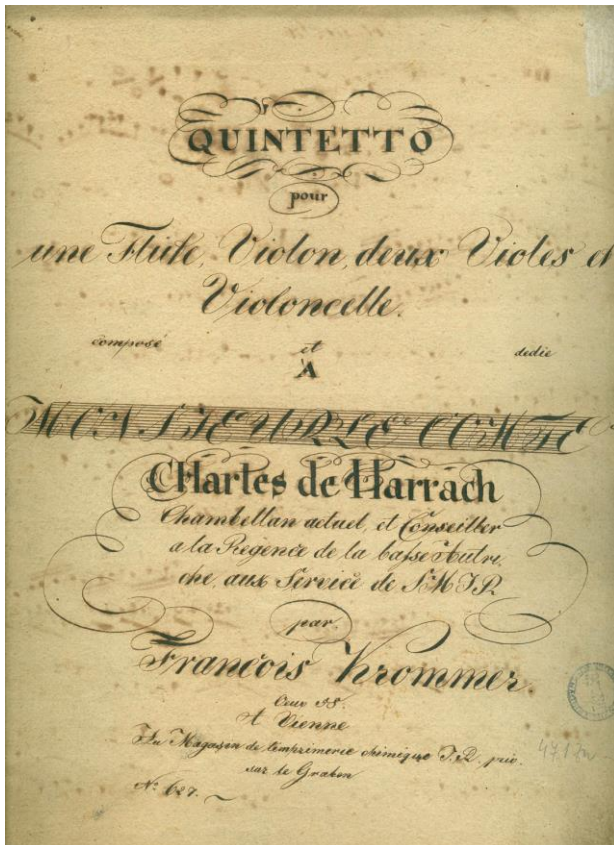 QUINTETTO
pour
une Flûte, Violon, deux Violes et
Violoncelle.
composé et dedié
A
MONSIEUR LE COMTE
CHarles de Harrach
Chambellan actuel, et Conseiller
a la Regence de la basse Autri,
che, aux Service de S.M.I.R.
par.
François Krommer.
Oeuv 58.
A Vienne
Au Magasin de l'imprimerie chimique I.R. priv.
sur le Graben
No 627.